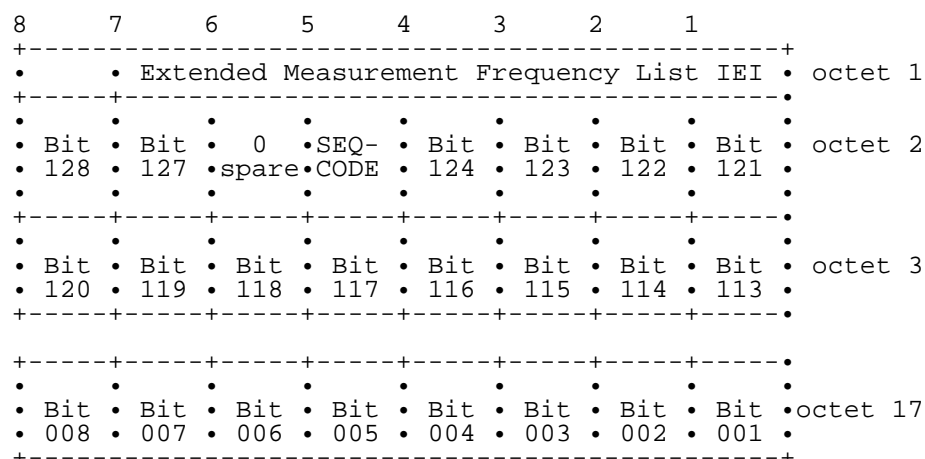 8 7 6 5 4 3 2 1
+-----------------------------------------------+
• • Extended Measurement Frequency List IEI • octet 1
+-----+-----------------------------------------•
• • • • • • • • •
• Bit • Bit • 0 •SEQ- • Bit • Bit • Bit • Bit • octet 2
• 128 • 127 •spare•CODE • 124 • 123 • 122 • 121 •
• • • • • • • • •
+-----+-----+-----+-----+-----+-----+-----+-----•
• • • • • • • • •
• Bit • Bit • Bit • Bit • Bit • Bit • Bit • Bit • octet 3
• 120 • 119 • 118 • 117 • 116 • 115 • 114 • 113 •
+-----+-----+-----+-----+-----+-----+-----+-----•
+-----+-----+-----+-----+-----+-----+-----+-----•
• • • • • • • • •
• Bit • Bit • Bit • Bit • Bit • Bit • Bit • Bit •octet 17
• 008 • 007 • 006 • 005 • 004 • 003 • 002 • 001 •
+-----------------------------------------------+